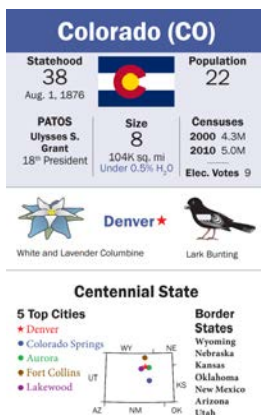 Colorado (CO)
Statehood
38
Aug. 1, 1876
Population
22
PATOS
Ulysses S.
Grant
18th President
Size
8
104K sq. mi
Under 0.5% H2O
Censuses
2000 4.3M
2010 5.0M
Elec. Votes 9
Denver
White and Lavender Columbine
Lark Bunting
Centennial State
5 Top Cities
Denver
Colorado Springs
Aurora
Fort Collins
Lakewood
WY
NE
UT
KS
AZ
NM
OK
Border
States
Wyoming
Nebraska
Kansas
Oklahoma
New Mexico
Arizona
Utah